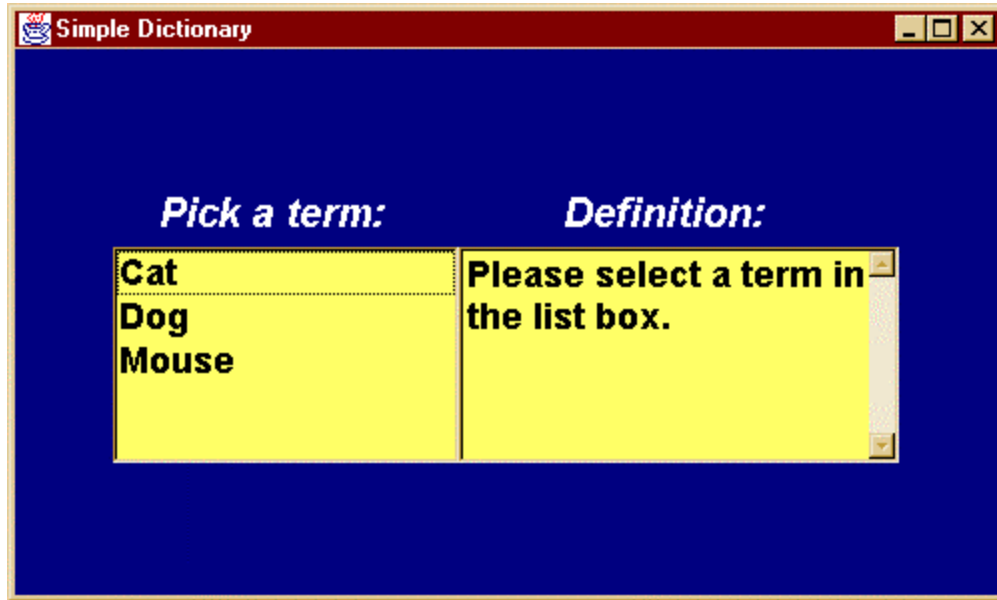 Simple Dictionary
Pick a term:
Definition:
Cat
Dog
Mouse
Please select a term in
the list box.